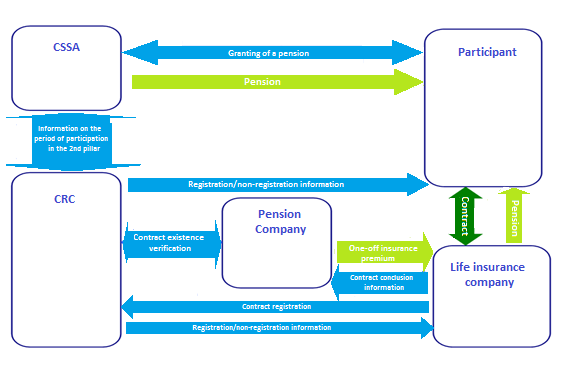 CSSA
Granting of a pension
Participant
Pension
Information on the
period of participation
in the 2nd pillar
CRC
Registration/non-registration information
Pension
Company
Contract existence
verification
One-off insurance
premium
Contract conclusion
information
Contract
Pension
Life insurance
company
Contract registration
Registration/non-registration information